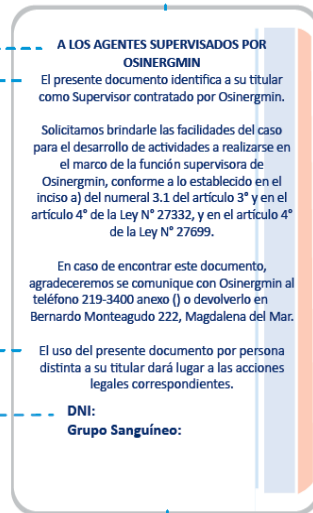 A LOS AGENTES SUPERVISADOS POR
OSINERGMIN
El presente documento identifica a su titular
como Supervisor contratado por Osinergmin.
Solicitamos brindarle las facilidades del caso
para el desarrollo de actividades a realizarse en
el marco de la función supervisora de
Osinergmin, conforme a lo establecido en el
inciso a) del numeral 3.1 del artículo 3° y en el
artículo 4° de la Ley N° 27332, y en el artículo 4°
de la Ley N° 27699.
En caso de encontrar este documento,
agradeceremos se comunique con Osinergmin al
teléfono 219-3400 anexo () o devolverlo en
Bernardo Monteagudo 222, Magdalena del Mar.
El uso del presente documento por persona
distinta a su titular dará lugar a las acciones
legales correspondientes.
DNI:
Grupo Sanguíneo: